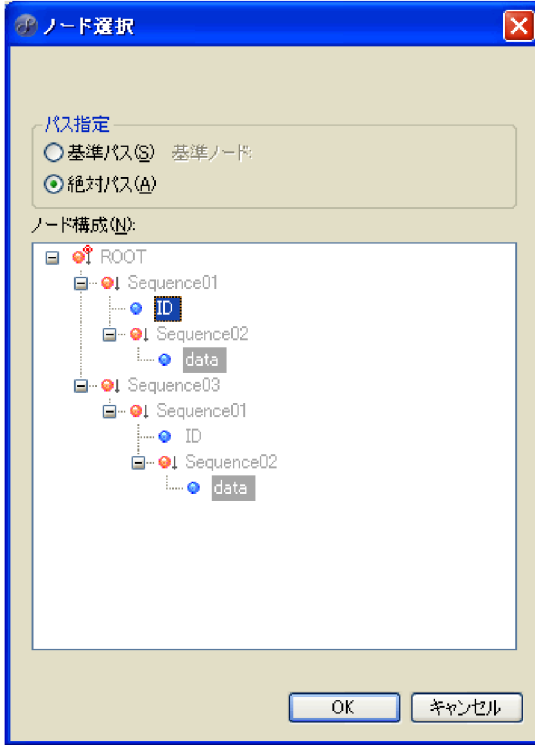 ノード選択
パス指定
基準パス(S) 基準ノード:
絶対パス(A)
ノード構成(N):
ROOT
Sequence01
ID
Sequence02
data
Sequence03
Sequence01
ID
Sequence02
data
OK キャンセル